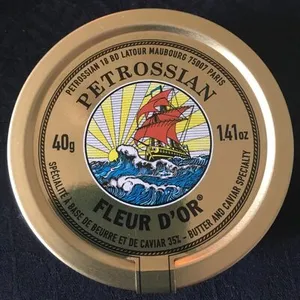 PETROSSIAN 18 BD LATOUR MAUBOURG 75007 PARIS
PETROSSIAN
40g
1.41oz
FLEUR D'OR®
SPÉCIALITÉ À BASE DE BEURRE ET DE CAVIAR 35% - BUTTER AND CAVIAR SPECIALTY